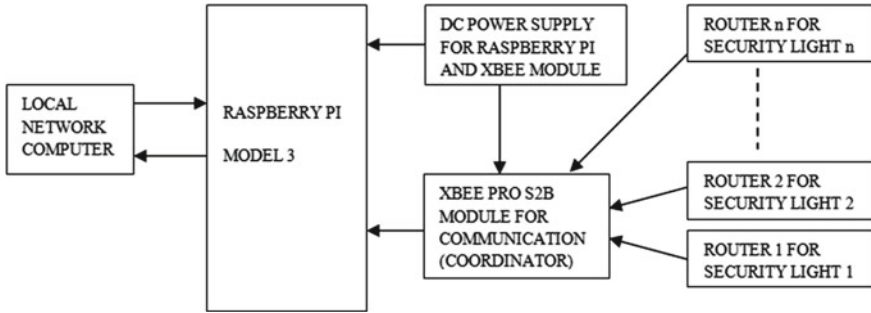 LOCAL
NETWORK
COMPUTER
RASPBERRY PI
MODEL 3
DC POWER SUPPLY
FOR RASPBERRY PI
AND XBEE MODULE
XBEE PRO S2B
MODULE FOR
COMMUNICATION
(COORDINATOR)
ROUTER n FOR
SECURITY LIGHT n
ROUTER 2 FOR
SECURITY LIGHT 2
ROUTER 1 FOR
SECURITY LIGHT 1